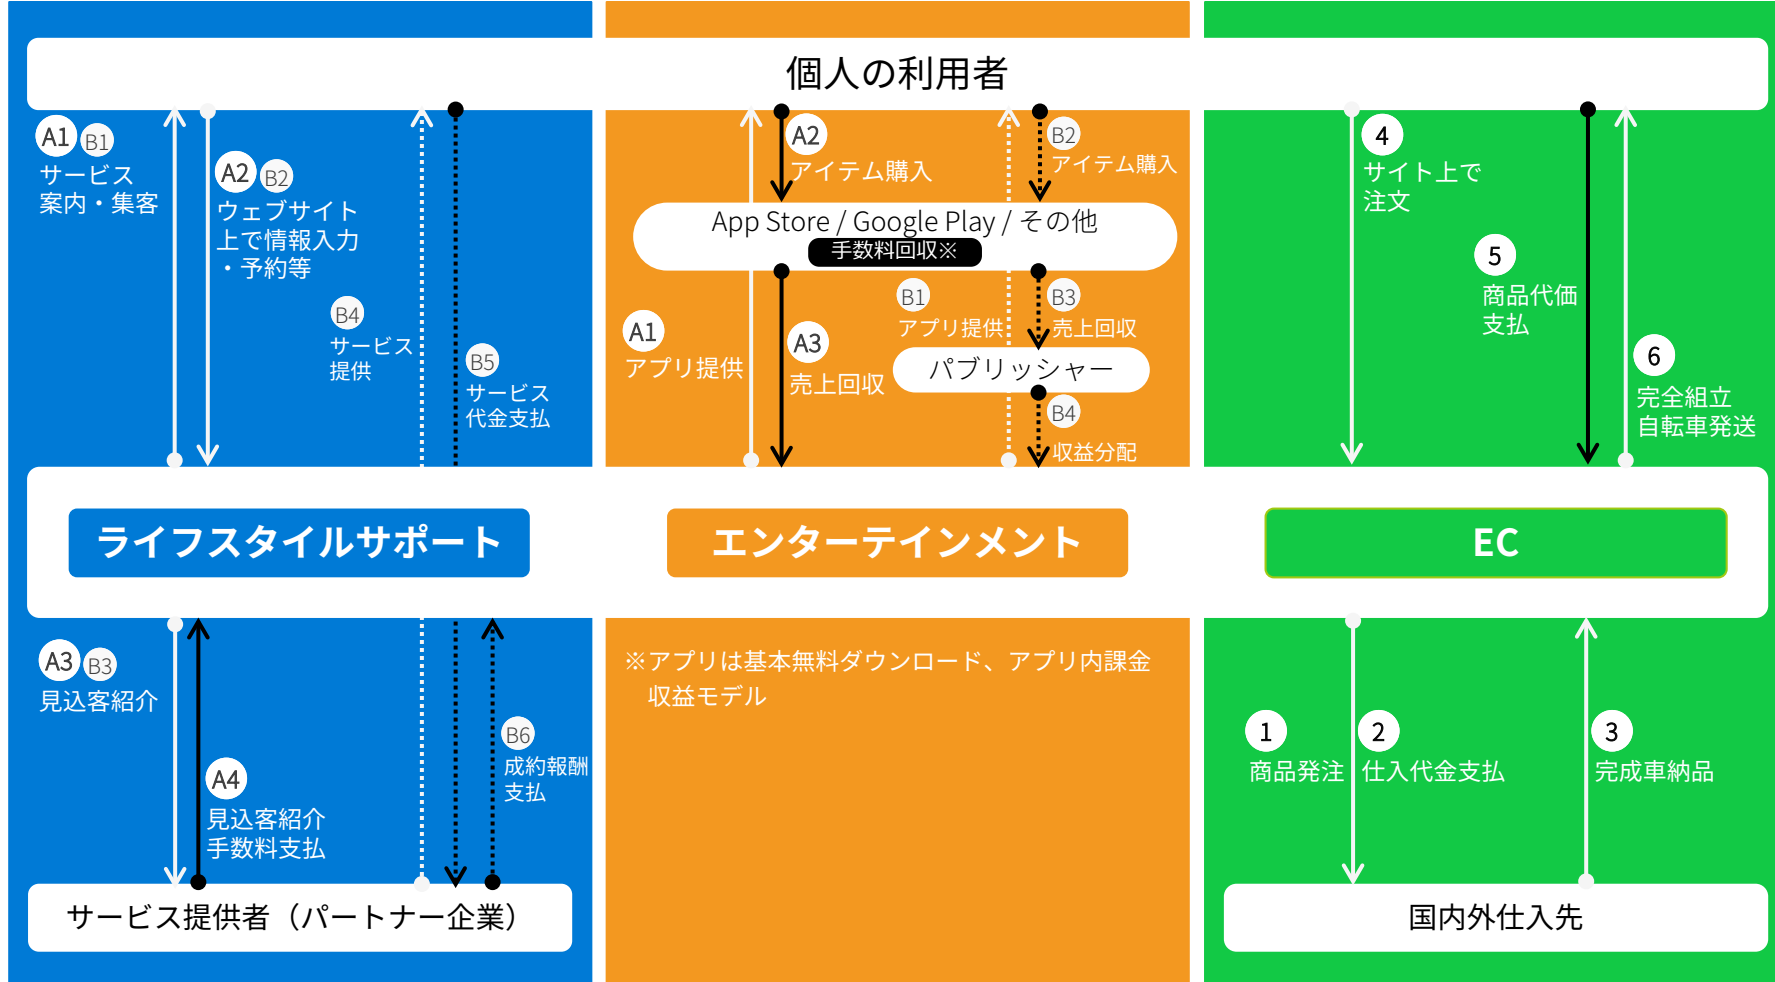 個人の利用者
A1 B1
サービス
案内・集客
A2 B2
ウェブサイト
上で情報入力
・予約等
B4
サービス
提供
B5
サービス
代金支払
ライフスタイルサポート
A3 B3
見込客紹介
A4
見込客紹介
手数料支払
B6
成約報酬
支払
サービス提供者（パートナー企業）
A2
アイテム購入
B2
アイテム購入
App Store / Google Play / その他
手数料回収※
A1
アプリ提供
A3
売上回収
B1
アプリ提供
B3
売上回収
パブリッシャー
B4
収益分配
エンターテインメント
※アプリは基本無料ダウンロード、アプリ内課金
収益モデル
4
サイト上で
注文
5
商品代価
支払
6
完全組立
自転車発送
EC
1
商品発注
2
仕入代金支払
3
完成車納品
国内外仕入先